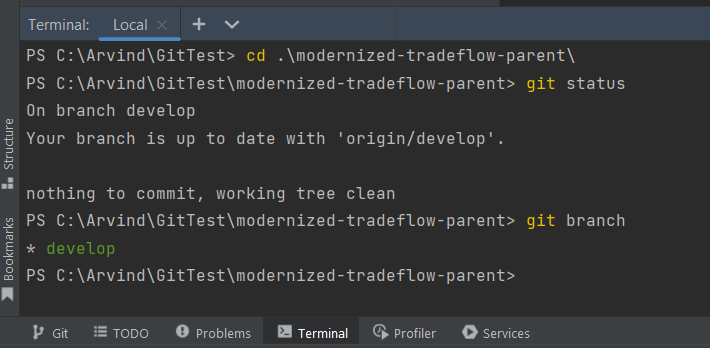 Terminal: Local × + ⌄
PS C:\Arvind\GitTest> cd .\modernized-tradeflow-parent\
PS C:\Arvind\GitTest\modernized-tradeflow-parent> git status
On branch develop
Your branch is up to date with 'origin/develop'.
nothing to commit, working tree clean
PS C:\Arvind\GitTest\modernized-tradeflow-parent> git branch
* develop
PS C:\Arvind\GitTest\modernized-tradeflow-parent>
Structure
Bookmarks
Git TODO Problems Terminal Profiler Services